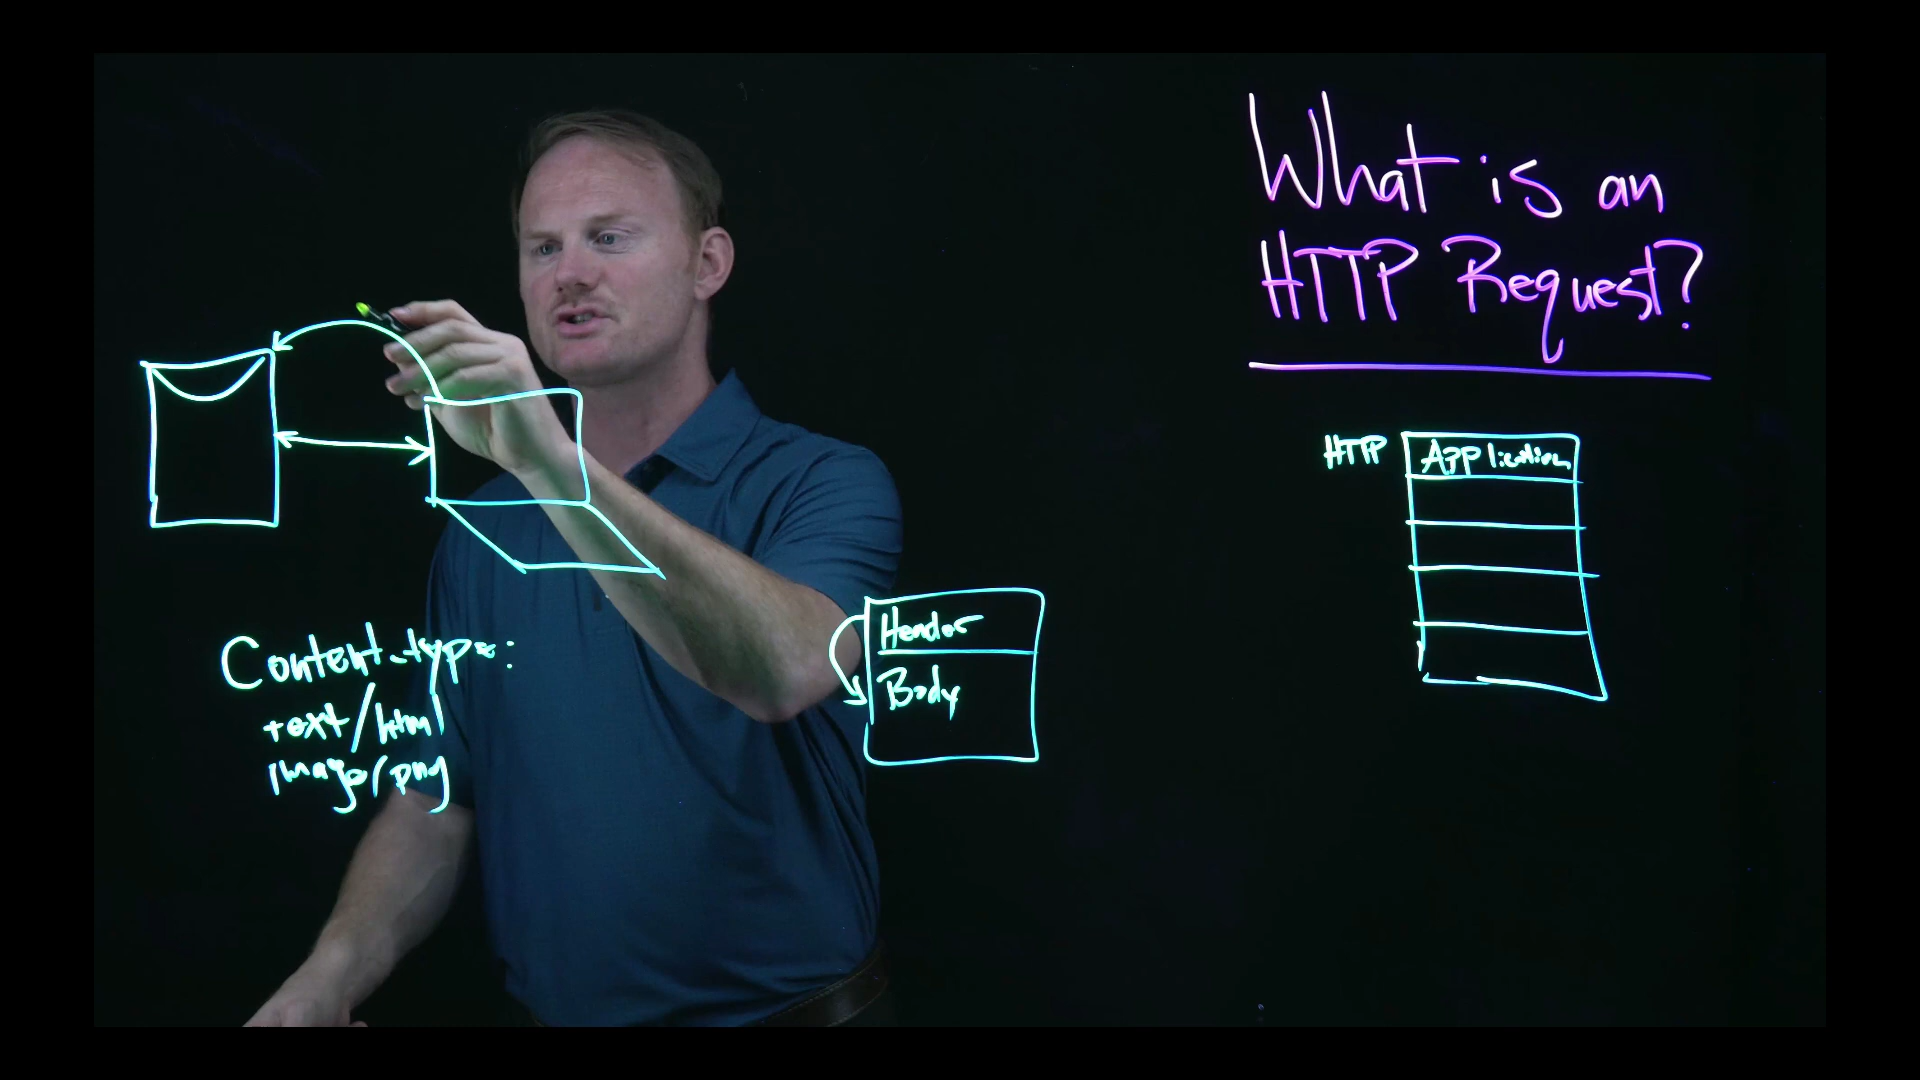 What is an
HTTP Request?
HTTP Application
Content-type:
text/html
image/png
Header
Body